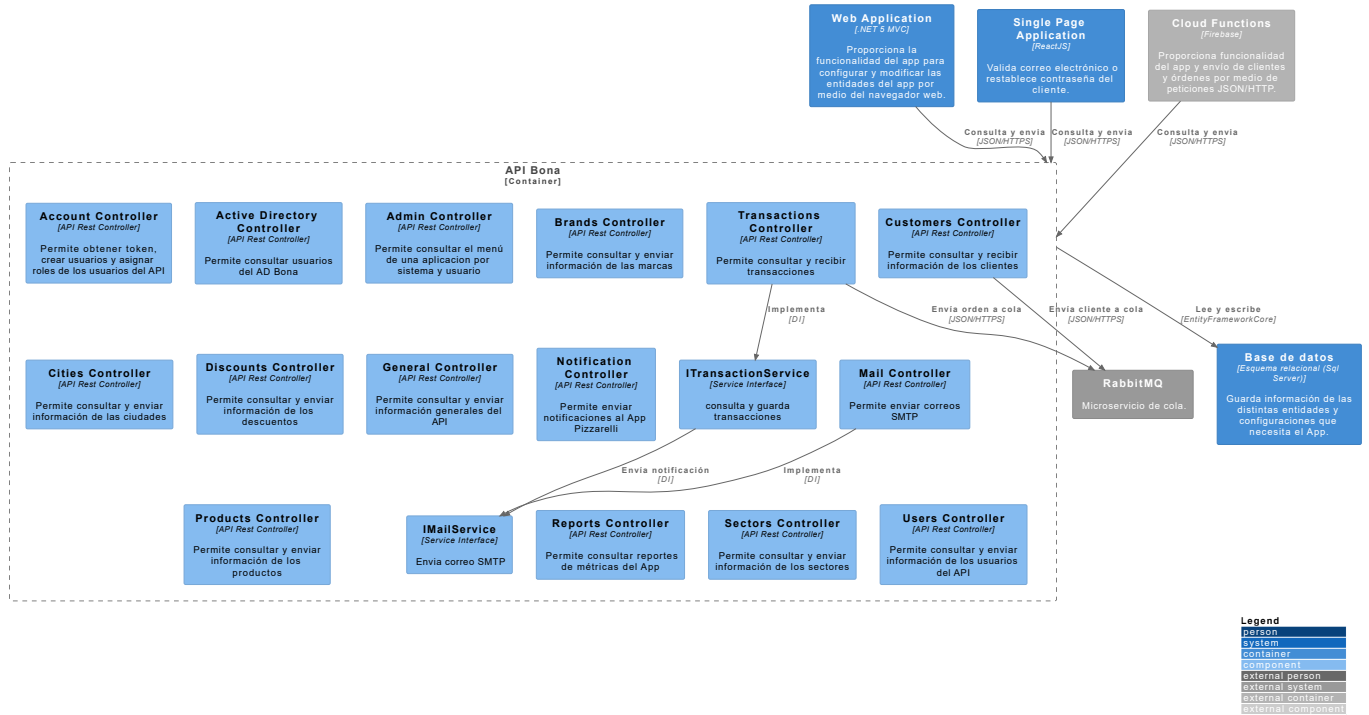 Web Application
[.NET 5 MVC]
Proporciona la
funcionalidad del app para
configurar y modificar las
entidades del app por
medio del navegador web.
Single Page
Application
[ReactJS]
Valida correo electrónico o
restablece contraseña del
cliente.
Cloud Functions
[Firebase]
Proporciona funcionalidad
del app y envío de clientes
y órdenes por medio de
peticiones JSON/HTTP.
Consulta y envia
[JSON/HTTPS]
Consulta y envia
[JSON/HTTPS]
Consulta y envia
[JSON/HTTPS]
API Bona
[Container]
Account Controller
[API Rest Controller]
Permite obtener token,
crear usuarios y asignar
roles de los usuarios del API
Active Directory
Controller
[API Rest Controller]
Permite consultar usuarios
del AD Bona
Admin Controller
[API Rest Controller]
Permite consultar el menú
de una aplicacion por
sistema y usuario
Brands Controller
[API Rest Controller]
Permite consultar y enviar
información de las marcas
Transactions
Controller
[API Rest Controller]
Permite consultar y recibir
transacciones
Customers Controller
[API Rest Controller]
Permite consultar y recibir
información de los clientes
Implementa
[DI]
Envia orden a cola
[JSON/HTTPS]
Envia cliente a cola
[JSON/HTTPS]
Lee y escribe
[EntityFrameworkCore]
Cities Controller
[API Rest Controller]
Permite consultar y enviar
información de las ciudades
Discounts Controller
[API Rest Controller]
Permite consultar y enviar
información de los
descuentos
General Controller
[API Rest Controller]
Permite consultar y enviar
información generales del
API
Notification
Controller
[API Rest Controller]
Permite enviar
notificaciones al App
Pizzarelli
ITransactionService
[Service Interface]
consulta y guarda
transacciones
Mail Controller
[API Rest Controller]
Permite enviar correos
SMTP
RabbitMQ
Microservicio de cola.
Base de datos
[Esquema relacional (Sql
Server)]
Guarda información de las
distintas entidades y
configuraciones que
necesita el App.
Envía notificación
[DI]
Implementa
[DI]
Products Controller
[API Rest Controller]
Permite consultar y enviar
información de los
productos
IMailService
[Service Interface]
Envia correo SMTP
Reports Controller
[API Rest Controller]
Permite consultar reportes
de métricas del App
Sectors Controller
[API Rest Controller]
Permite consultar y enviar
información de los sectores
Users Controller
[API Rest Controller]
Permite consultar y enviar
información de los usuarios
del API
Legend
person
system
container
component
external person
external system
external container
external component